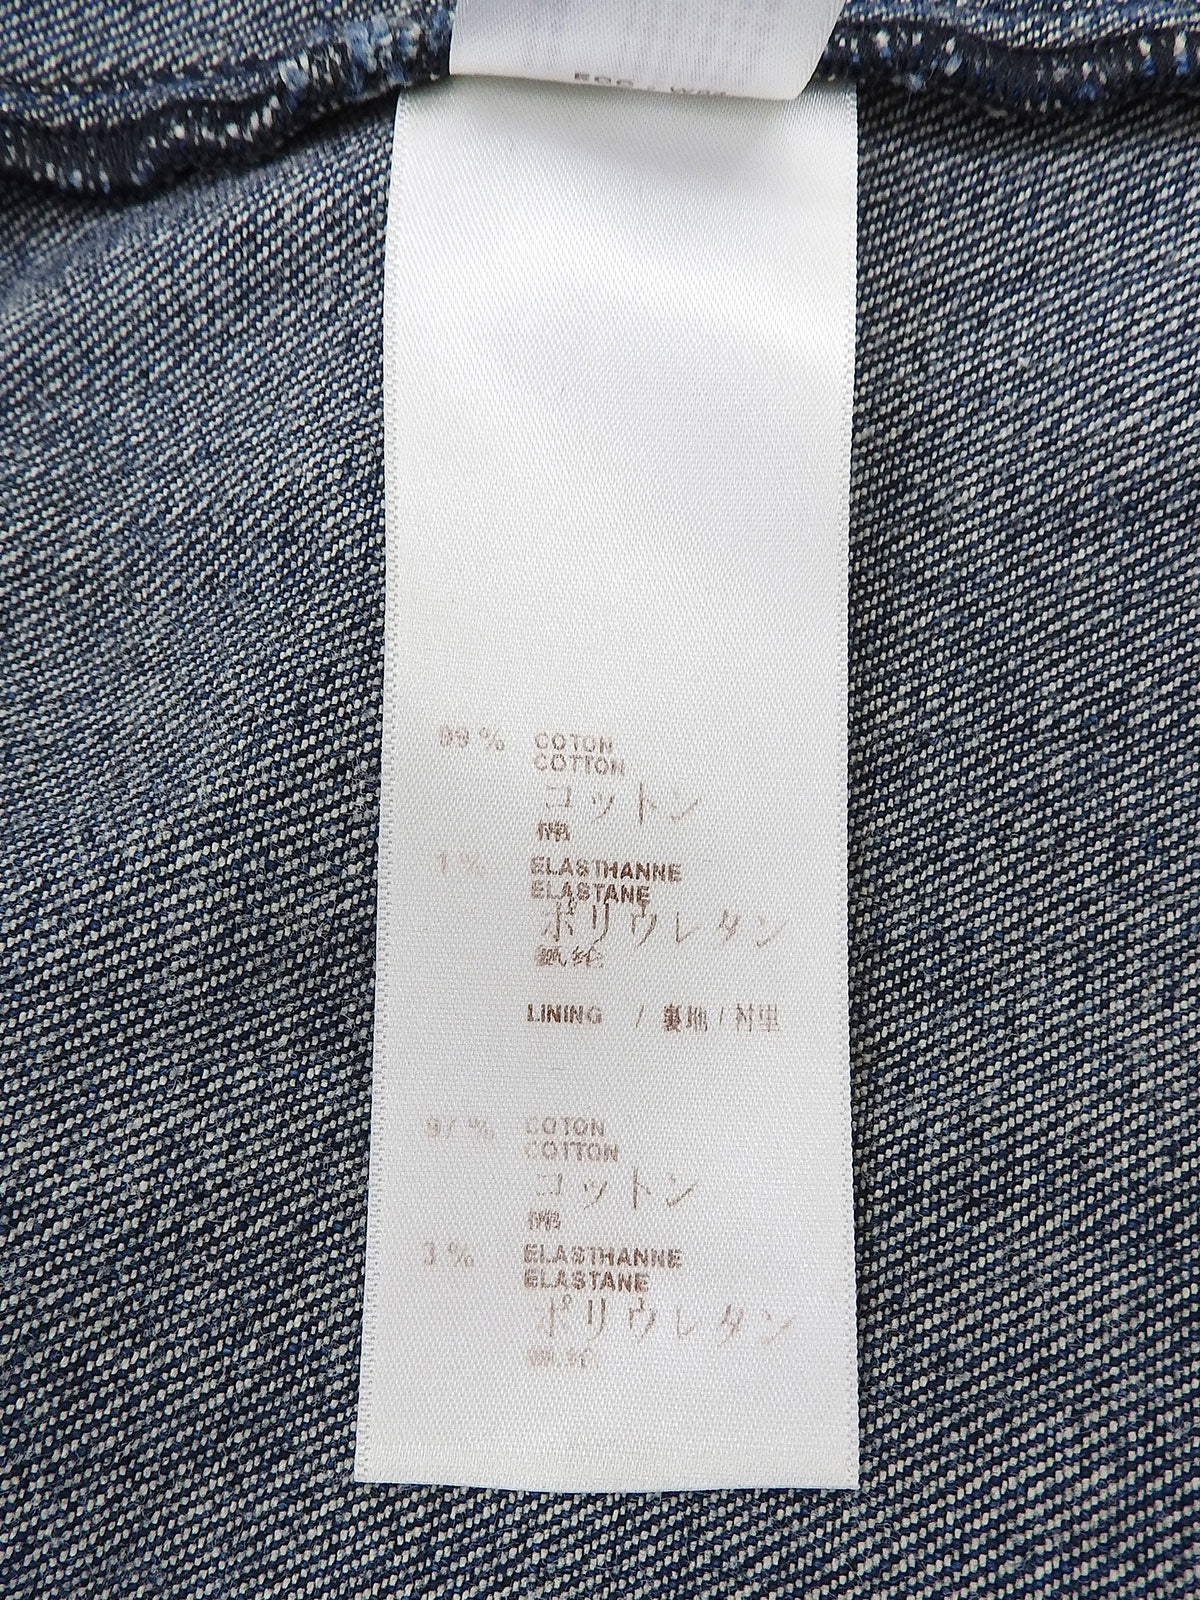 99 % COTON
COTTON
コットン
棉
1 % ELASTHANNE
ELASTANE
ポリウレタン
LINING / 裏地 / 衬里
97 % COTON
COTTON
コットン
棉
3 % ELASTHANNE
ELASTANE
ポリウレタン